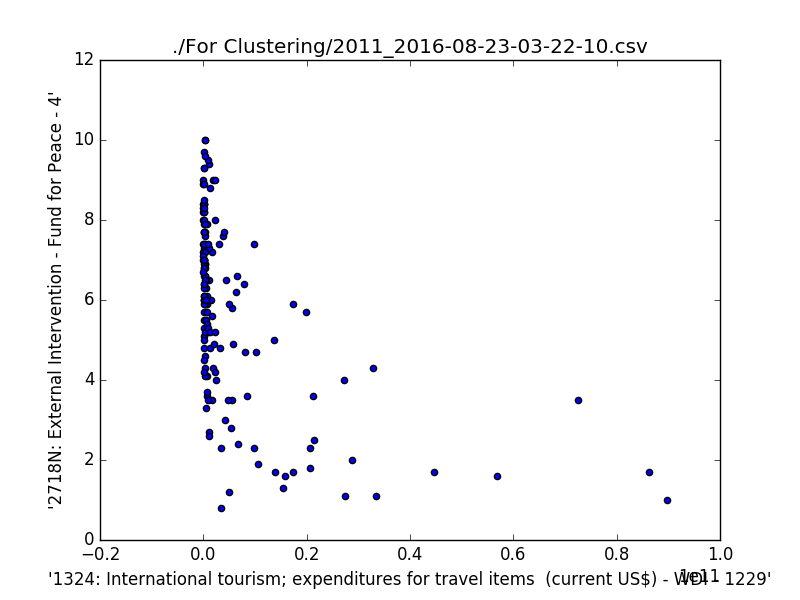 ./For Clustering/2011_2016-08-23-03-22-10.csv
12
10
8
6
4
2
0
'2718N: External Intervention - Fund for Peace - 4'
−0.2 0.0 0.2 0.4 0.6 0.8 1.0
1e11
'1324: International tourism; expenditures for travel items  (current US$) - WDI - 1229'